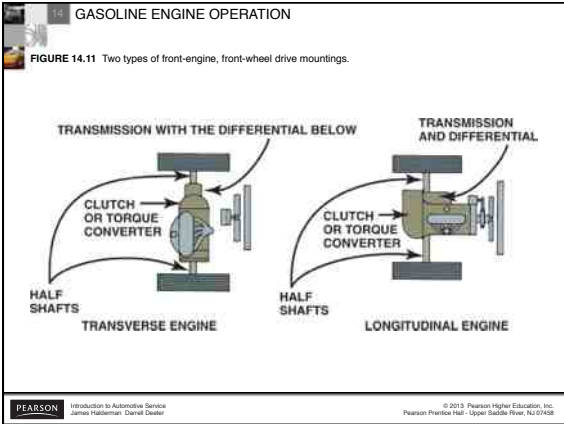 14 GASOLINE ENGINE OPERATION
FIGURE 14.11 Two types of front-engine, front-wheel drive mountings.
TRANSMISSION WITH THE DIFFERENTIAL BELOW
CLUTCH
OR TORQUE
CONVERTER
HALF
SHAFTS
TRANSVERSE ENGINE
TRANSMISSION
AND DIFFERENTIAL
CLUTCH
OR TORQUE
CONVERTER
HALF
SHAFTS
LONGITUDINAL ENGINE
PEARSON
Introduction to Automotive Service
James Halderman Darrell Deeter
© 2013 Pearson Higher Education, Inc.
Pearson Prentice Hall - Upper Saddle River, NJ 07458